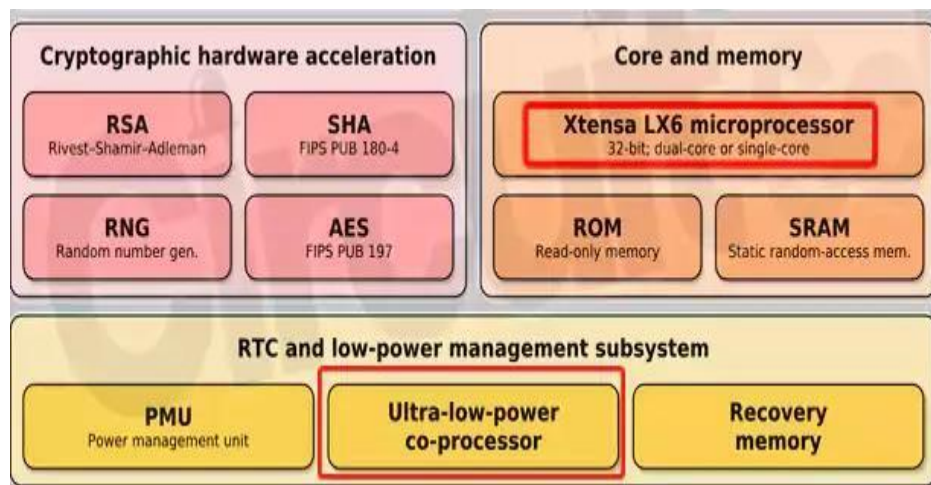 Cryptographic hardware acceleration
RSA
Rivest–Shamir–Adleman
SHA
FIPS PUB 180-4
RNG
Random number gen.
AES
FIPS PUB 197
Core and memory
Xtensa LX6 microprocessor
32-bit; dual-core or single-core
ROM
Read-only memory
SRAM
Static random-access mem.
RTC and low-power management subsystem
PMU
Power management unit
Ultra-low-power
co-processor
Recovery
memory